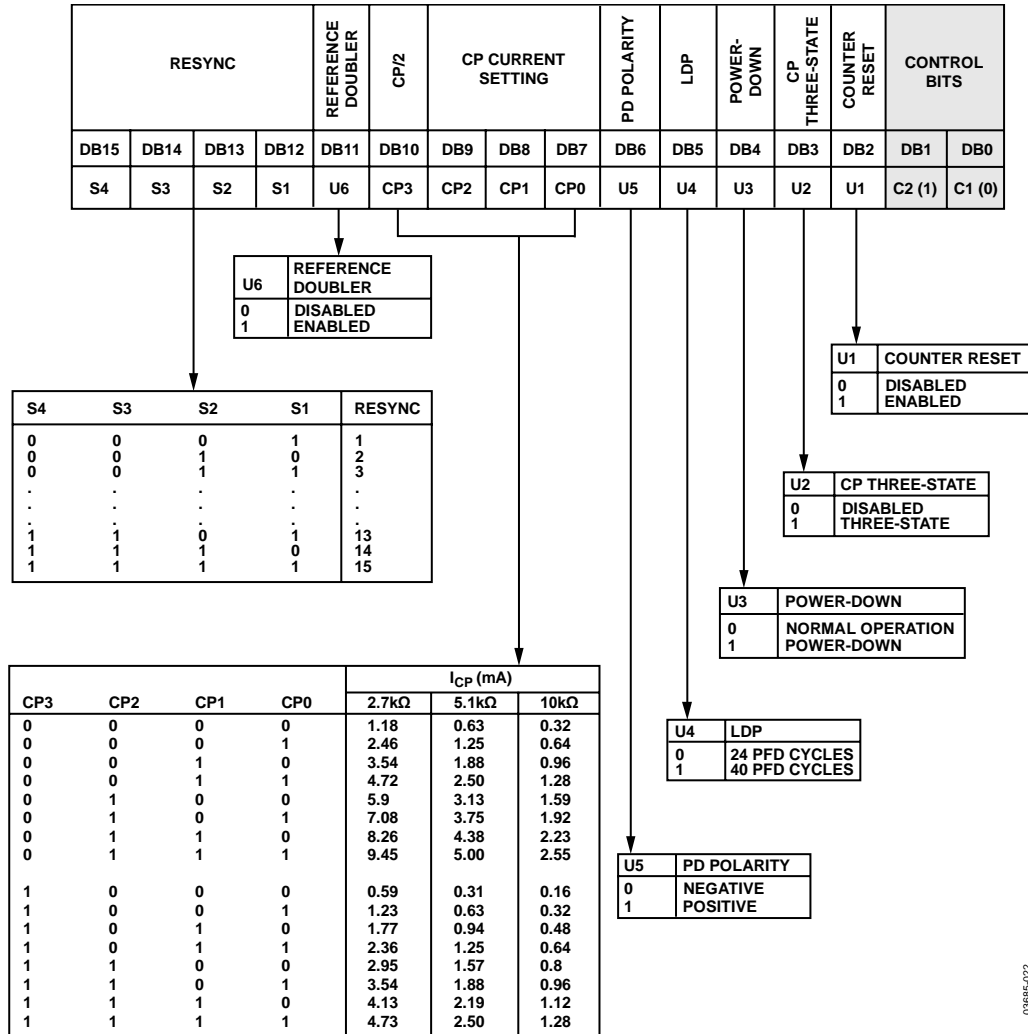 RESYNC
REFERENCE DOUBLER
CP/2
CP CURRENT SETTING
PD POLARITY
LDP
POWER-DOWN
CP THREE-STATE
COUNTER RESET
CONTROL BITS
DB15 DB14 DB13 DB12 DB11 DB10 DB9 DB8 DB7 DB6 DB5 DB4 DB3 DB2 DB1 DB0
S4 S3 S2 S1 U6 CP3 CP2 CP1 CP0 U5 U4 U3 U2 U1 C2 (1) C1 (0)
U6 REFERENCE DOUBLER
0 DISABLED
1 ENABLED
U1 COUNTER RESET
0 DISABLED
1 ENABLED
S4 S3 S2 S1 RESYNC
0 0 0 1 1
0 0 1 0 2
0 0 1 1 3
. . . . .
. . . . .
. . . . .
1 1 0 1 13
1 1 1 0 14
1 1 1 1 15
U2 CP THREE-STATE
0 DISABLED
1 THREE-STATE
U3 POWER-DOWN
0 NORMAL OPERATION
1 POWER-DOWN
ICP (mA)
CP3 CP2 CP1 CP0 2.7kΩ 5.1kΩ 10kΩ
0 0 0 0 1.18 0.63 0.32
0 0 0 1 2.46 1.25 0.64
0 0 1 0 3.54 1.88 0.96
0 0 1 1 4.72 2.50 1.28
0 1 0 0 5.9 3.13 1.59
0 1 0 1 7.08 3.75 1.92
0 1 1 0 8.26 4.38 2.23
0 1 1 1 9.45 5.00 2.55
1 0 0 0 0.59 0.31 0.16
1 0 0 1 1.23 0.63 0.32
1 0 1 0 1.77 0.94 0.48
1 0 1 1 2.36 1.25 0.64
1 1 0 0 2.95 1.57 0.8
1 1 0 1 3.54 1.88 0.96
1 1 1 0 4.13 2.19 1.12
1 1 1 1 4.73 2.50 1.28
U4 LDP
0 24 PFD CYCLES
1 40 PFD CYCLES
U5 PD POLARITY
0 NEGATIVE
1 POSITIVE
03685-022